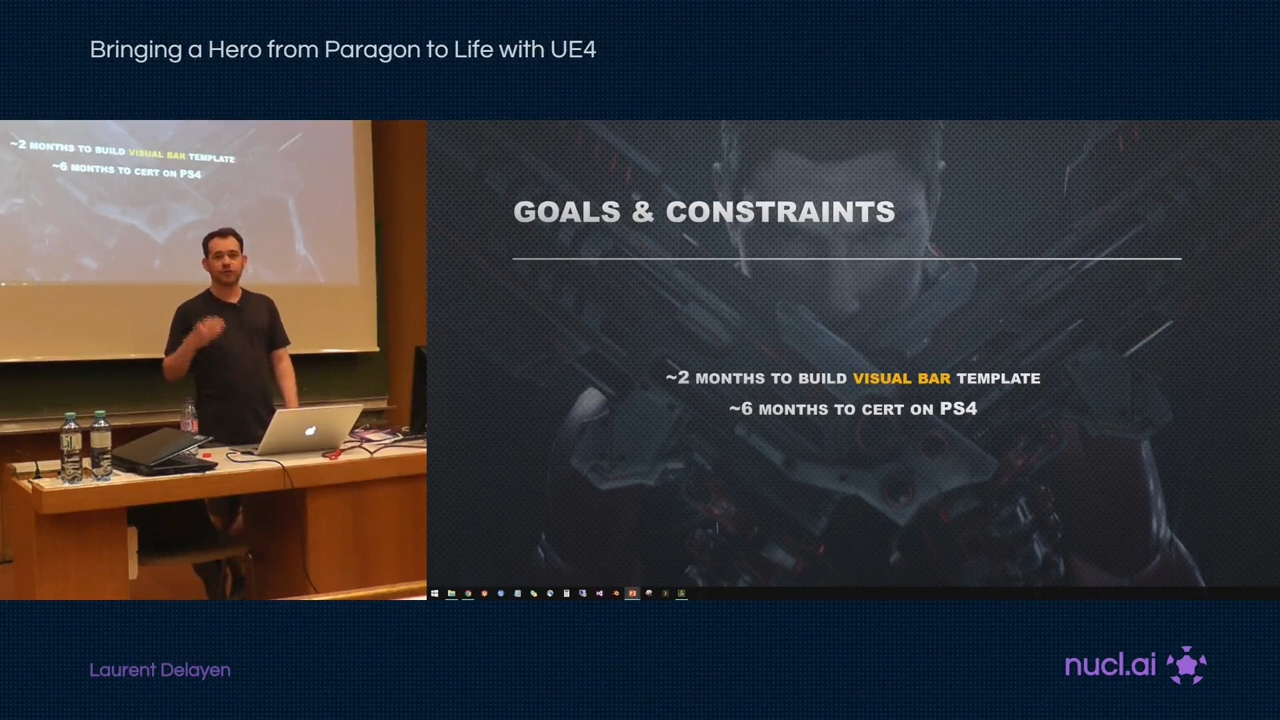 Bringing a Hero from Paragon to Life with UE4
~2 MONTHS TO BUILD VISUAL BAR TEMPLATE
~6 MONTHS TO CERT ON PS4
GOALS & CONSTRAINTS
~2 MONTHS TO BUILD VISUAL BAR TEMPLATE
~6 MONTHS TO CERT ON PS4
Laurent Delayen
nucl.ai